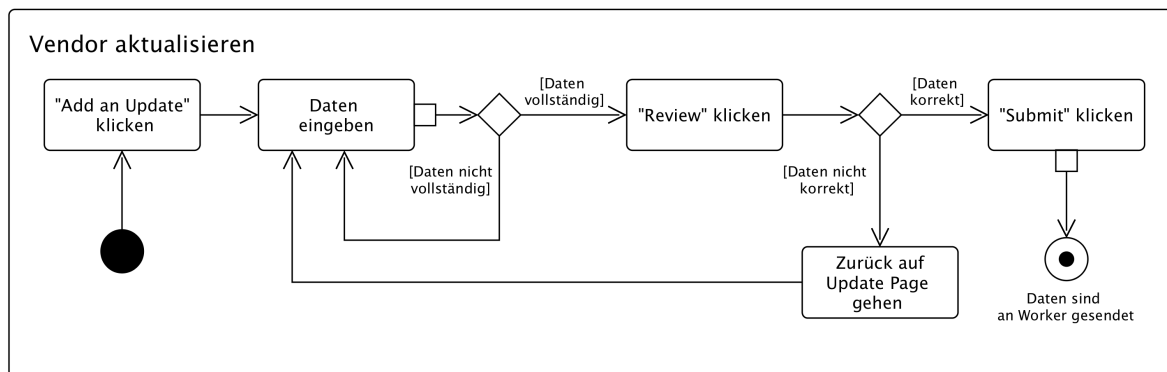 Vendor aktualisieren
"Add an Update"
klicken
Daten
eingeben
[Daten
vollständig]
[Daten nicht
vollständig]
"Review" klicken
[Daten
korrekt]
[Daten nicht
korrekt]
"Submit" klicken
Zurück auf
Update Page
gehen
Daten sind
an Worker gesendet